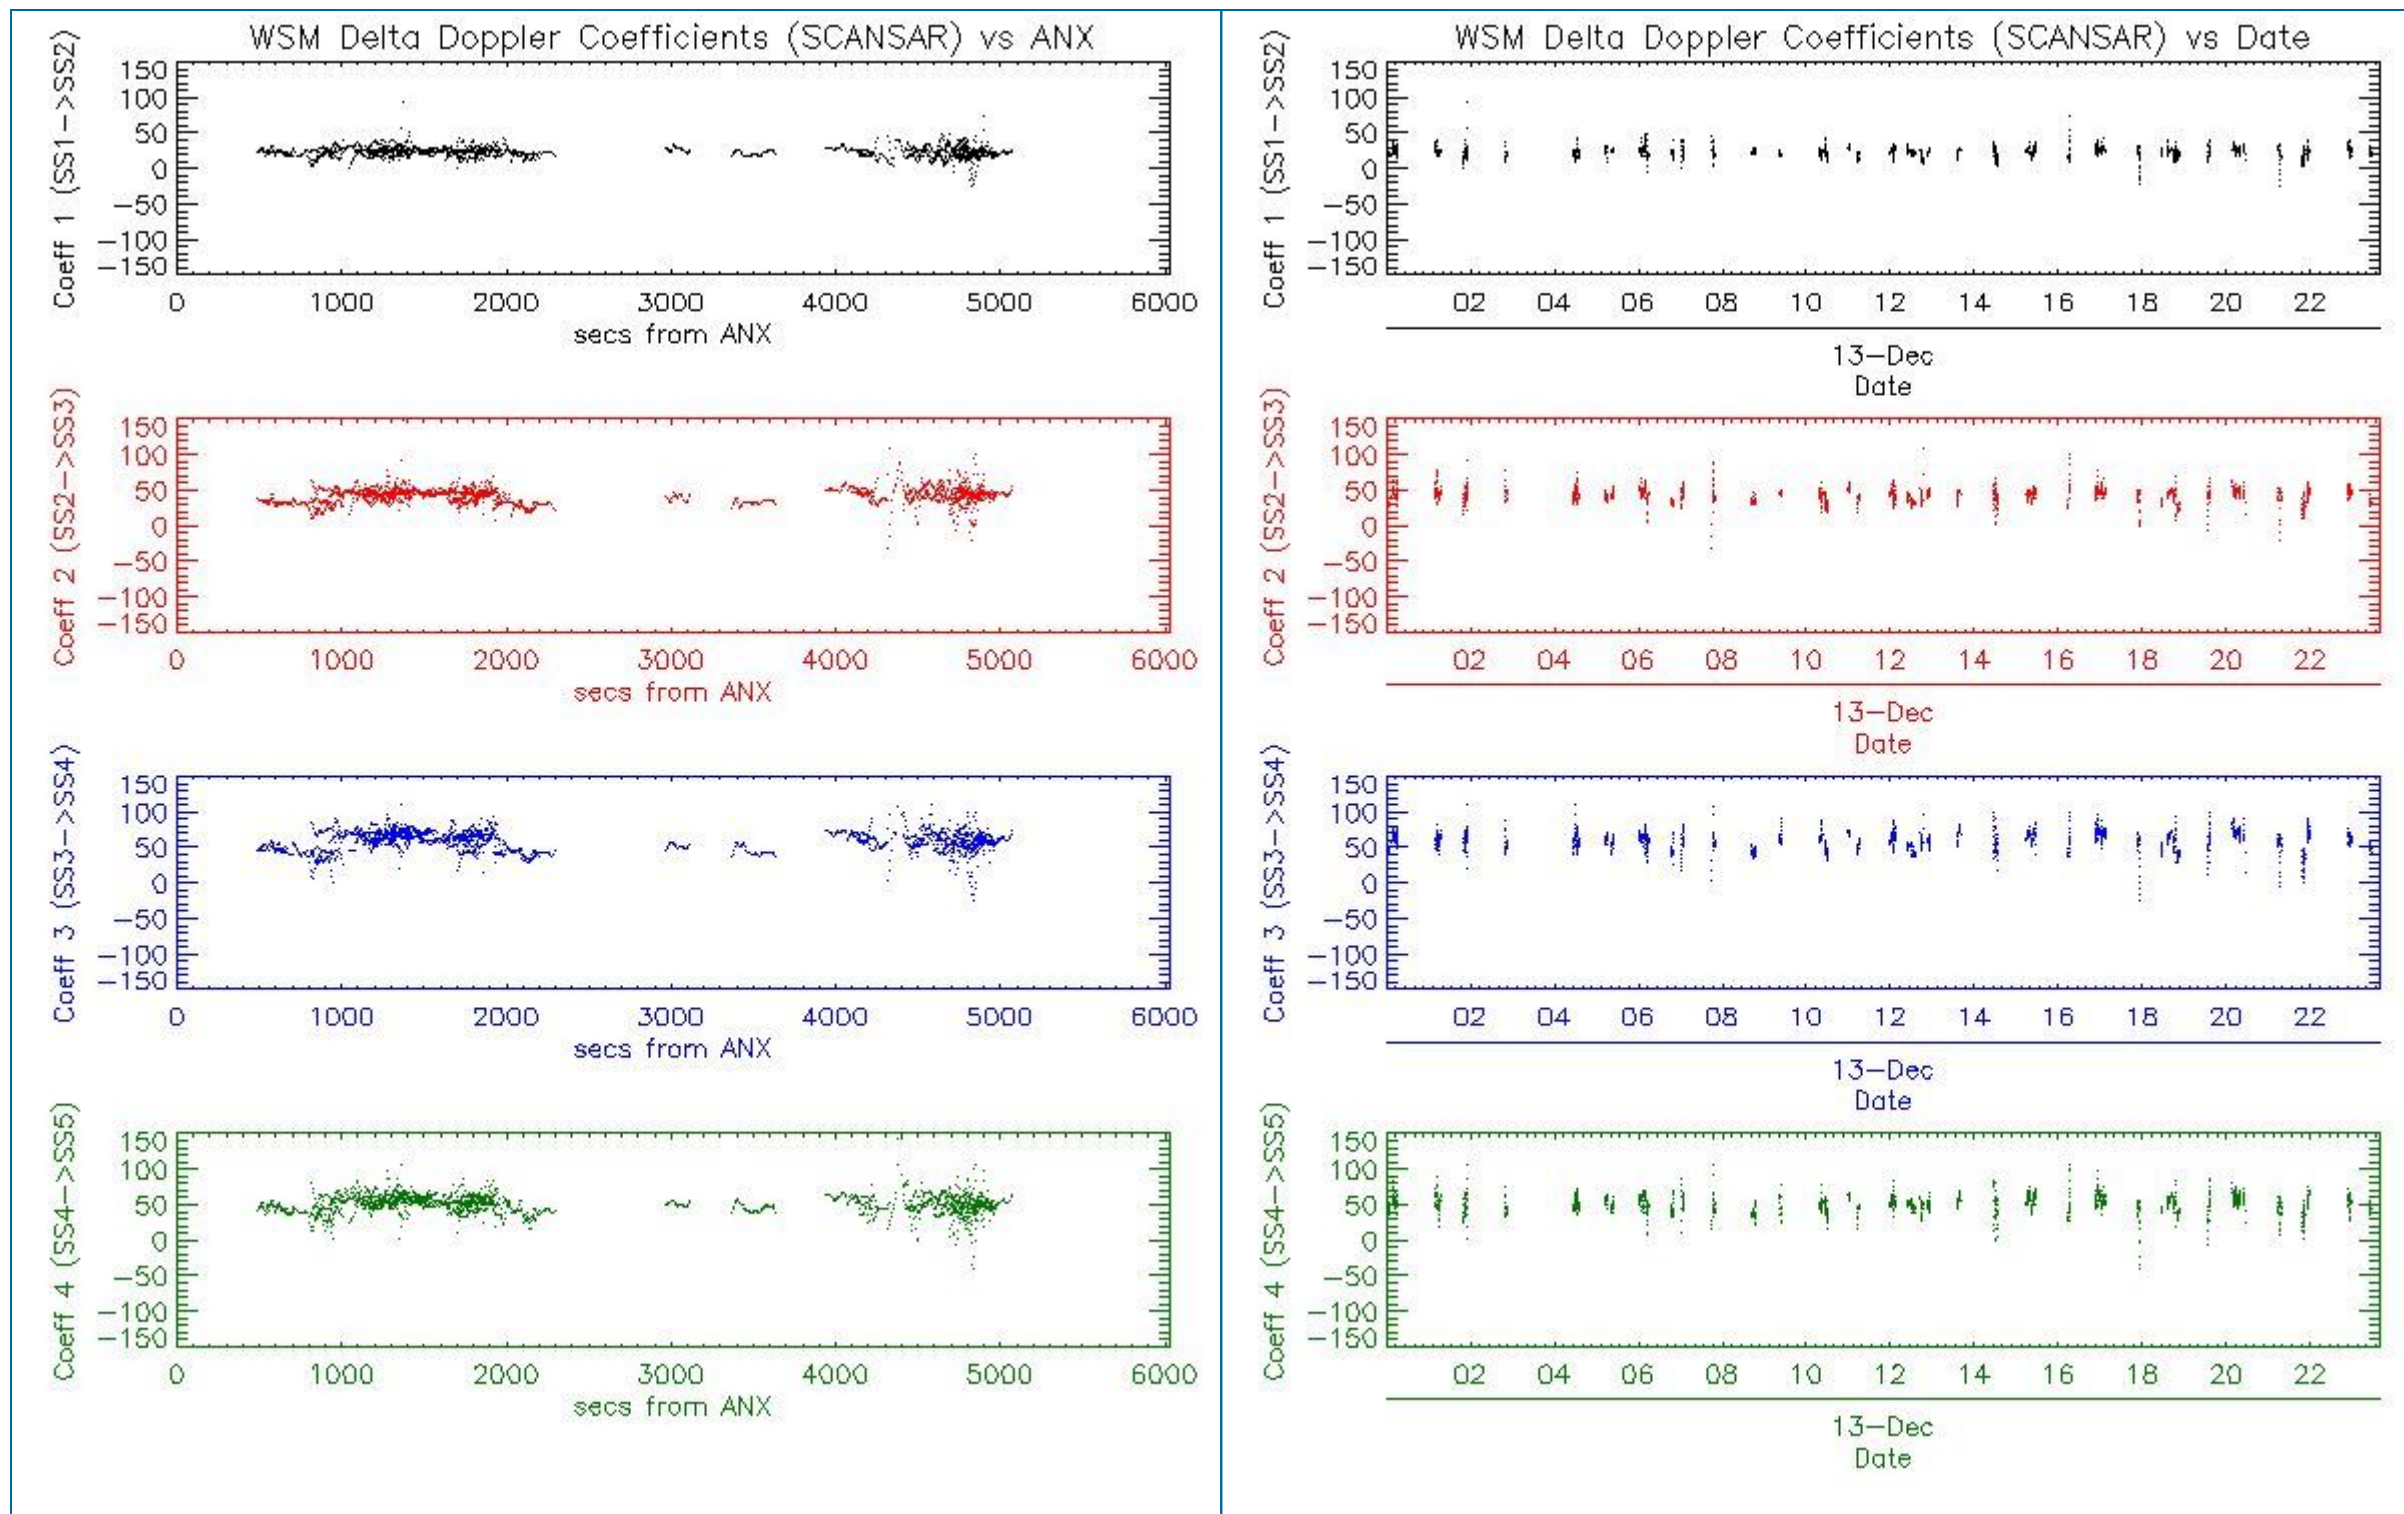 WSM Delta Doppler Coefficients (SCANSAR) vs ANX
Coeff 1 (SS1->SS2)
150
100
50
0
-50
-100
-150
0 1000 2000 3000 4000 5000 6000
secs from ANX
Coeff 2 (SS2->SS3)
150
100
50
0
-50
-100
-150
0 1000 2000 3000 4000 5000 6000
secs from ANX
Coeff 3 (SS3->SS4)
150
100
50
0
-50
-100
-150
0 1000 2000 3000 4000 5000 6000
secs from ANX
Coeff 4 (SS4->SS5)
150
100
50
0
-50
-100
-150
0 1000 2000 3000 4000 5000 6000
secs from ANX
WSM Delta Doppler Coefficients (SCANSAR) vs Date
Coeff 1 (SS1->SS2)
150
100
50
0
-50
-100
-150
02 04 06 08 10 12 14 16 18 20 22
13-Dec
Date
Coeff 2 (SS2->SS3)
150
100
50
0
-50
-100
-150
02 04 06 08 10 12 14 16 18 20 22
13-Dec
Date
Coeff 3 (SS3->SS4)
150
100
50
0
-50
-100
-150
02 04 06 08 10 12 14 16 18 20 22
13-Dec
Date
Coeff 4 (SS4->SS5)
150
100
50
0
-50
-100
-150
02 04 06 08 10 12 14 16 18 20 22
13-Dec
Date